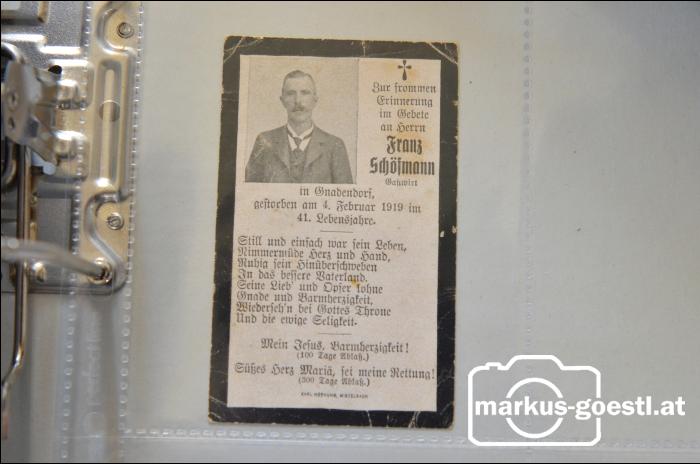 Zur frommen
Erinnerung
im Gebete
an Herrn
Franz
Schöfmann
Gastwirt
in Gnadendorf,
gestorben am 4. Februar 1919 im
41. Lebensjahre.
Still und einfach war sein Leben,
Nimmermüde Herz und Hand,
Ruhig sein Hinüberschweben
In das bessere Vaterland.
Seine Lieb' und Opfer lohne
Gnade und Barmherzigkeit,
Wiederseh'n bei Gottes Throne
Und die ewige Seligkeit.
Mein Jesus, Barmherzigkeit!
(100 Tage Ablaß.)
Süßes Herz Mariä, sei meine Rettung!
(300 Tage Ablaß.)
KARL MISTELBACH
markus-goestl.at